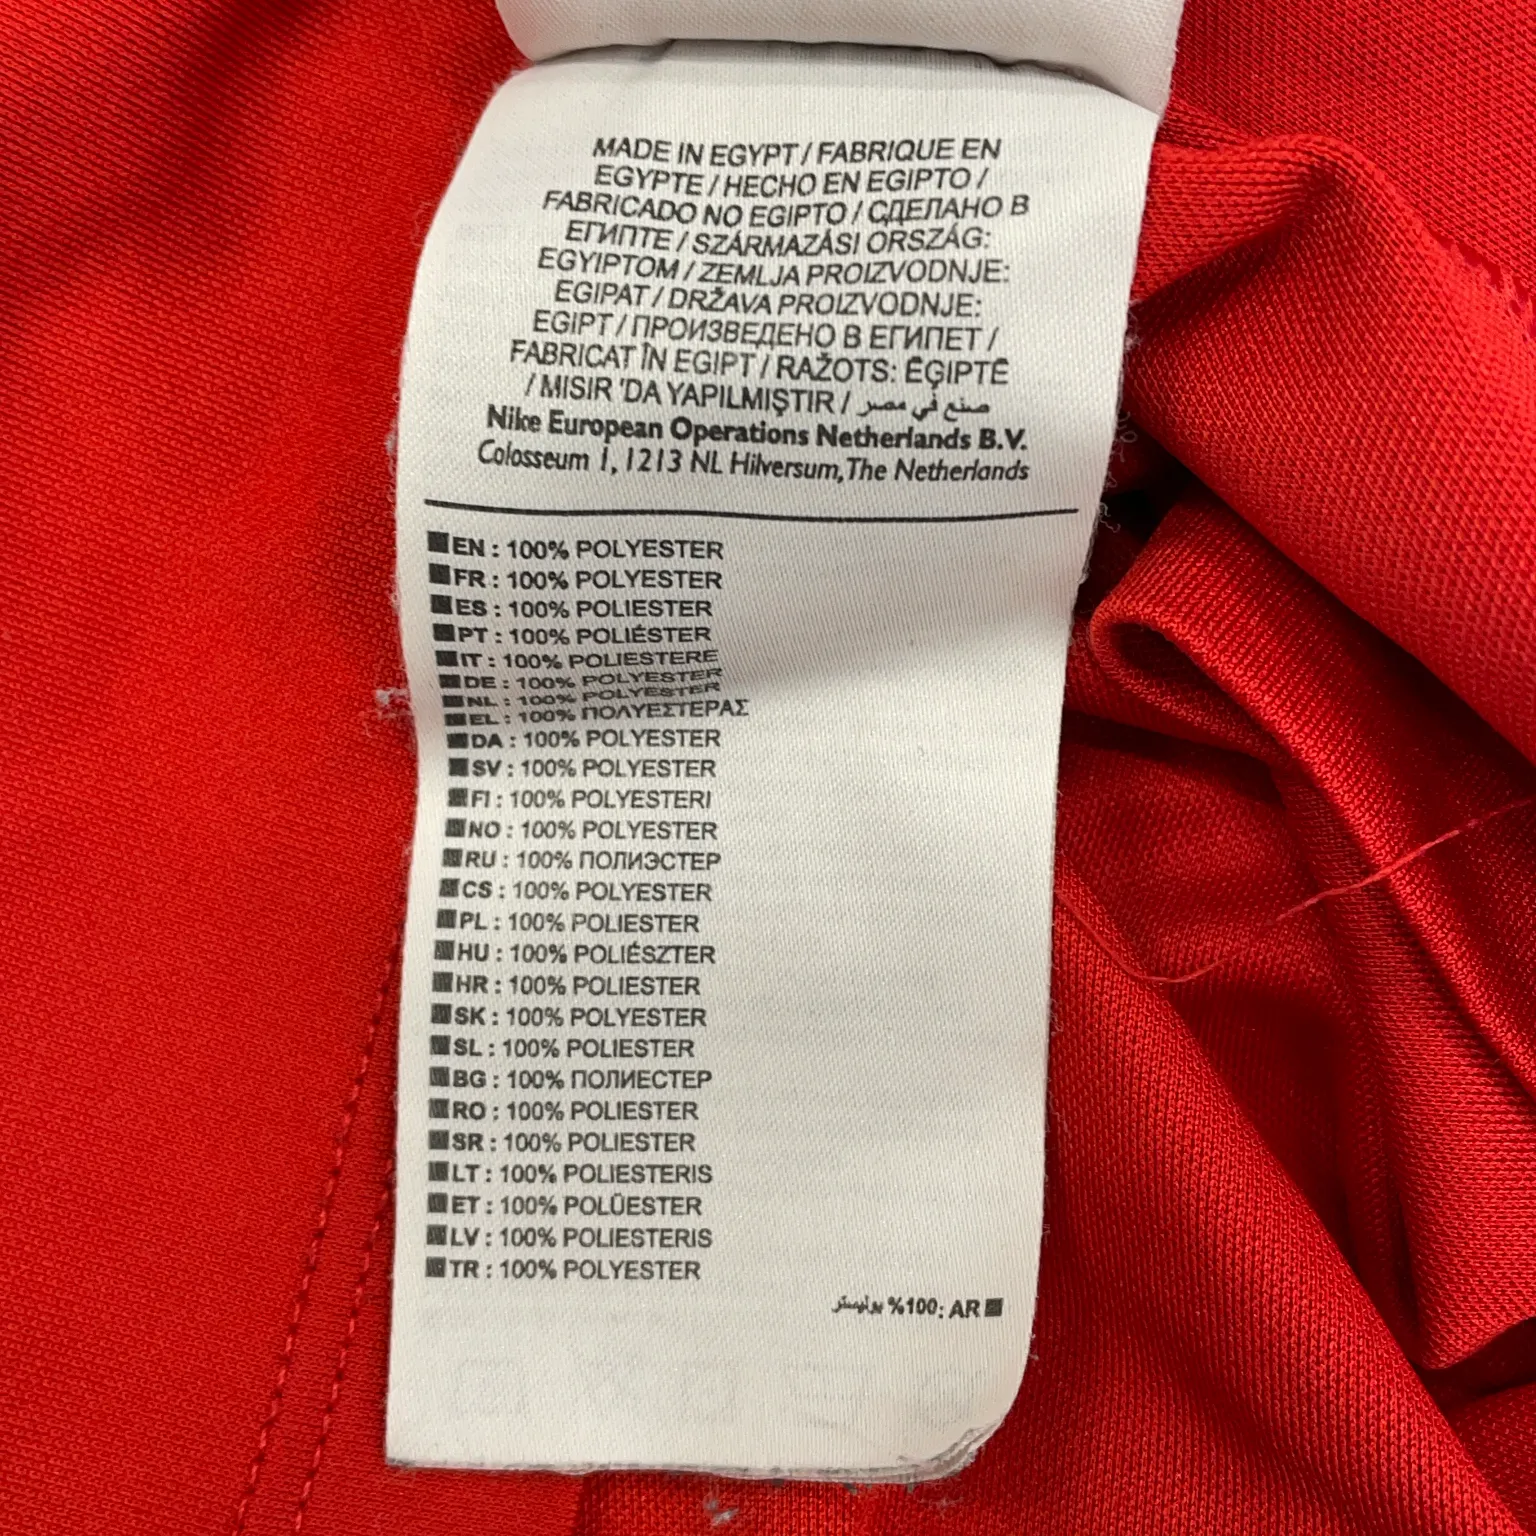 MADE IN EGYPT / FABRIQUE EN
EGYPTE / HECHO EN EGIPTO /
FABRICADO NO EGIPTO / СДЕЛАНО В
ЕГИПТЕ / SZÁRMAZÁSI ORSZÁG:
EGYIPTOM / ZEMLJA PROIZVODNJE:
EGIPAT / DRŽAVA PROIZVODNJE:
EGIPT / ПРОИЗВЕДЕНО В ЕГИПЕТ /
FABRICAT ÎN EGIPT / RAŽOTS: ĒĢIPTĒ
/ MISIR 'DA YAPILMIŞTIR / صنع في مصر
Nike European Operations Netherlands B.V.
Colosseum 1, 1213 NL Hilversum, The Netherlands
EN : 100% POLYESTER
FR : 100% POLYESTER
ES : 100% POLIESTER
PT : 100% POLIÉSTER
IT : 100% POLIESTERE
DE : 100% POLYESTER
NL : 100% POLYESTER
EL : 100% ΠΟΛΥΕΣΤΕΡΑΣ
DA : 100% POLYESTER
SV : 100% POLYESTER
FI : 100% POLYESTERI
NO : 100% POLYESTER
RU : 100% ПОЛИЭСТЕР
CS : 100% POLYESTER
PL : 100% POLIESTER
HU : 100% POLIÉSZTER
HR : 100% POLIESTER
SK : 100% POLYESTER
SL : 100% POLIESTER
BG : 100% ПОЛИЕСТЕР
RO : 100% POLIESTER
SR : 100% POLIESTER
LT : 100% POLIESTERIS
ET : 100% POLÜESTER
LV : 100% POLIESTERIS
TR : 100% POLYESTER
AR :100% بوليستر